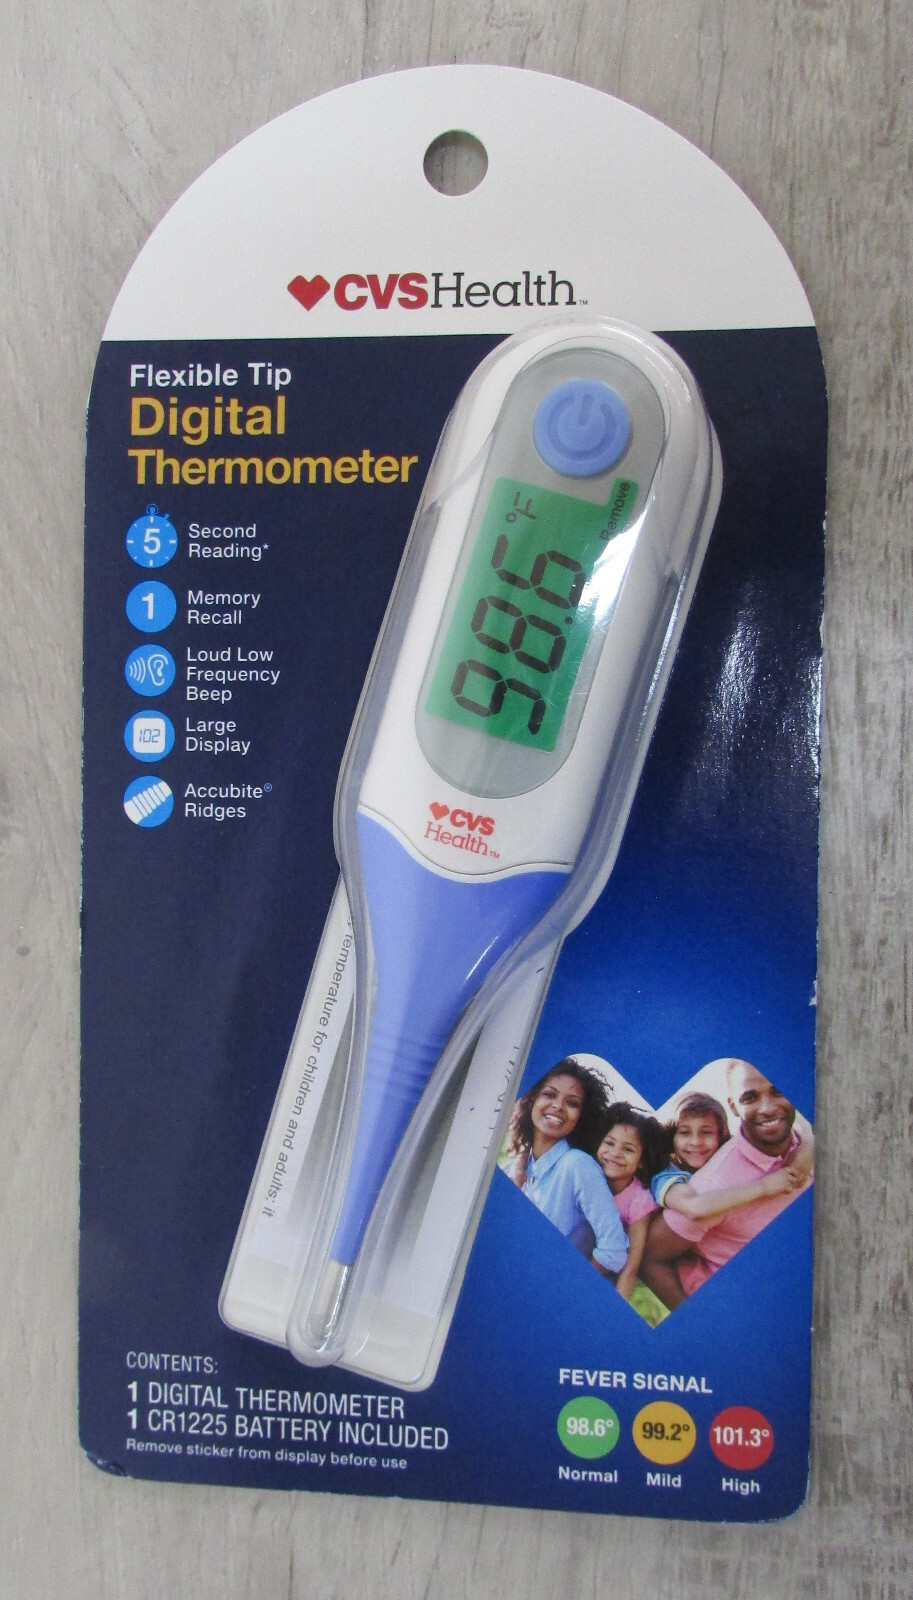 CVSHealth™
Flexible Tip
Digital
Thermometer
5
Second
Reading*
1
Memory
Recall
Loud Low
Frequency
Beep
102
Large
Display
Accubite®
Ridges
98.6°F
Remove
CVS
Health™
temperature for children and adults: it
CONTENTS:
1 DIGITAL THERMOMETER
1 CR1225 BATTERY INCLUDED
Remove sticker from display before use
FEVER SIGNAL
98.6° 99.2° 101.3°
Normal Mild High